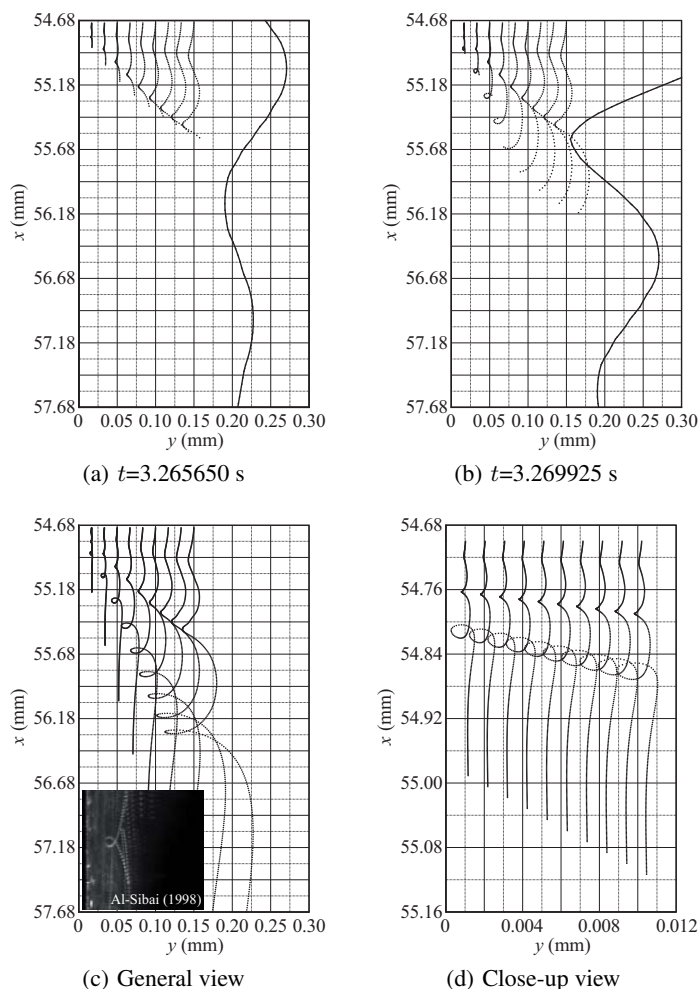 54.68
55.18
55.68
56.18
56.68
57.18
57.68
x (mm)
0 0.05 0.10 0.15 0.20 0.25 0.30
y (mm)
(a) t=3.265650 s
54.68
55.18
55.68
56.18
56.68
57.18
57.68
x (mm)
0 0.05 0.10 0.15 0.20 0.25 0.30
y (mm)
(b) t=3.269925 s
54.68
55.18
55.68
56.18
56.68
57.18
57.68
x (mm)
Al-Sibai (1998)
0 0.05 0.10 0.15 0.20 0.25 0.30
y (mm)
(c) General view
54.68
54.76
54.84
54.92
55.00
55.08
55.16
x (mm)
0 0.004 0.008 0.012
y (mm)
(d) Close-up view